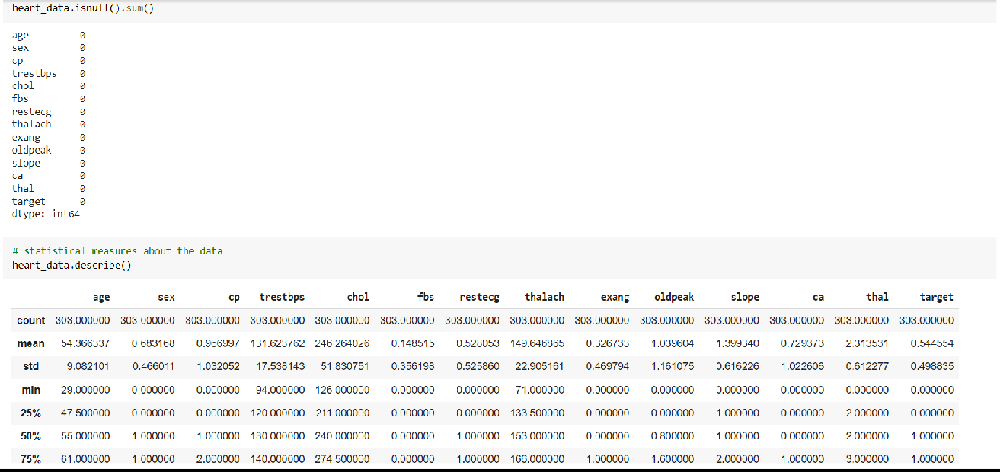 heart_data.isnull().sum()
age 0
sex 0
cp 0
trestbps 0
chol 0
fbs 0
restecg 0
thalach 0
exang 0
oldpeak 0
slope 0
ca 0
thal 0
target 0
dtype: int64
# statistical measures about the data
heart_data.describe()
age sex cp trestbps chol fbs restecg thalach exang oldpeak slope ca thal target
count 303.000000 303.000000 303.000000 303.000000 303.000000 303.000000 303.000000 303.000000 303.000000 303.000000 303.000000 303.000000 303.000000 303.000000
mean 54.366337 0.683168 0.966997 131.623762 246.264026 0.148515 0.528053 149.646865 0.326733 1.039604 1.399340 0.729373 2.313531 0.544554
std 9.082101 0.466011 1.032052 17.538143 51.830751 0.356198 0.525860 22.905161 0.469794 1.161075 0.616226 1.022606 0.612277 0.498835
min 29.000000 0.000000 0.000000 94.000000 126.000000 0.000000 0.000000 71.000000 0.000000 0.000000 0.000000 0.000000 0.000000 0.000000
25% 47.500000 0.000000 0.000000 120.000000 211.000000 0.000000 0.000000 133.500000 0.000000 0.000000 1.000000 0.000000 2.000000 0.000000
50% 55.000000 1.000000 1.000000 130.000000 240.000000 0.000000 1.000000 153.000000 0.000000 0.800000 1.000000 0.000000 2.000000 1.000000
75% 61.000000 1.000000 2.000000 140.000000 274.500000 0.000000 1.000000 166.000000 1.000000 1.600000 2.000000 1.000000 3.000000 1.000000